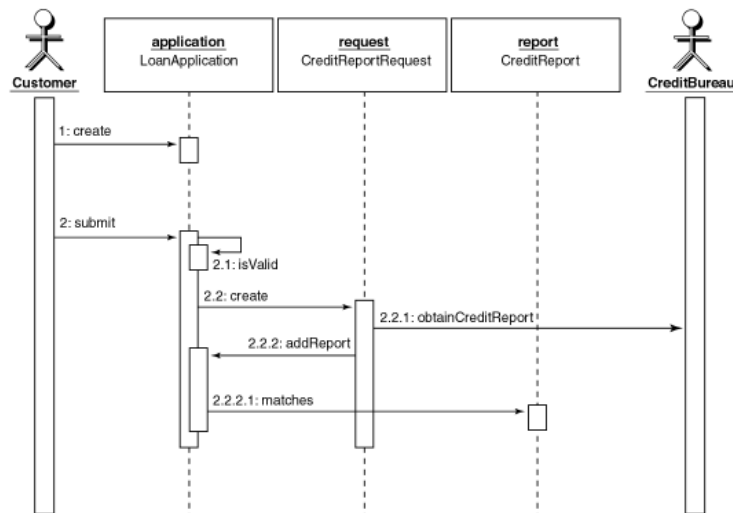 application
LoanApplication
request
CreditReportRequest
report
CreditReport
Customer
CreditBureau
1: create
2: submit
2.1: isValid
2.2: create
2.2.1: obtainCreditReport
2.2.2: addReport
2.2.2.1: matches